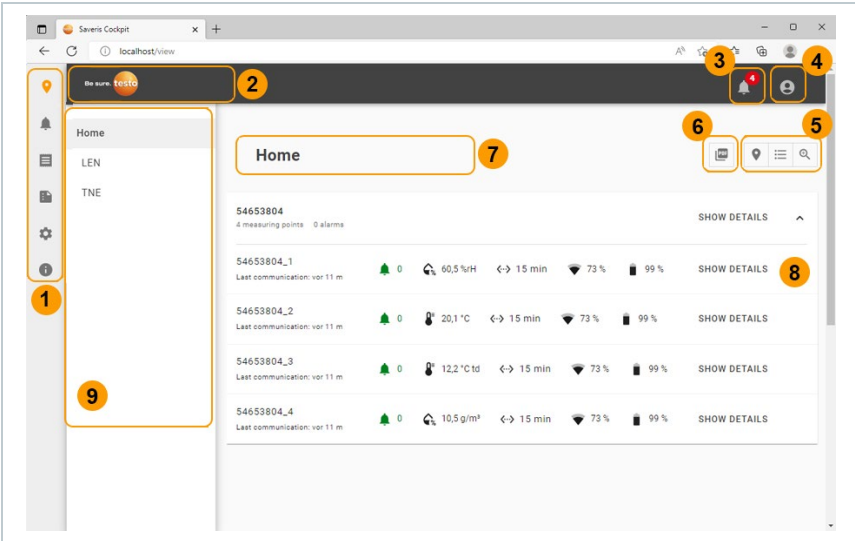 Saveris Cockpit
localhost/view
Be sure. testo
2
3
4
4
1
Home
LEN
TNE
9
Home
7
6
PDF
5
54653804
4 measuring points 0 alarms
SHOW DETAILS
54653804_1
Last communication: vor 11 m
0 60,5 %rH 15 min 73 % 99 %
SHOW DETAILS
8
54653804_2
Last communication: vor 11 m
0 20,1 °C 15 min 73 % 99 %
SHOW DETAILS
54653804_3
Last communication: vor 11 m
0 12,2 °C td 15 min 73 % 99 %
SHOW DETAILS
54653804_4
Last communication: vor 11 m
0 10,5 g/m³ 15 min 73 % 99 %
SHOW DETAILS